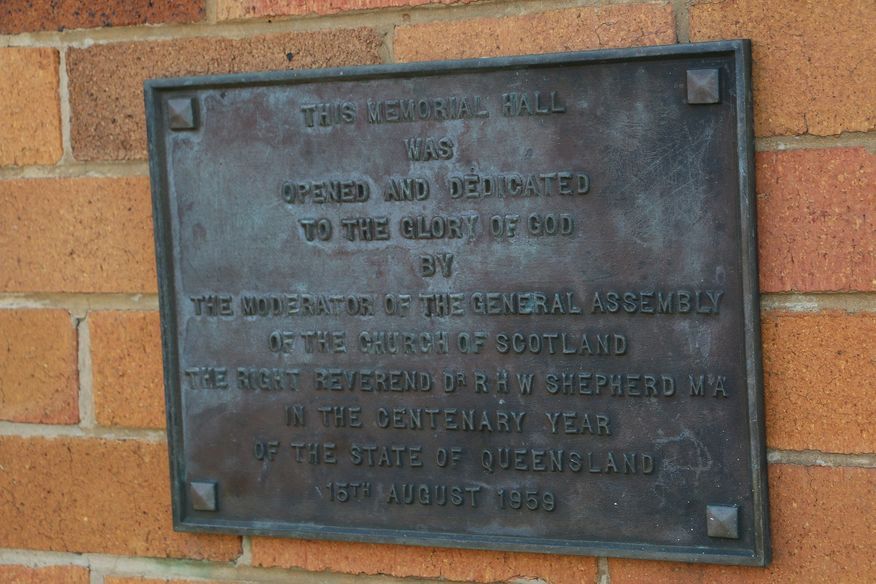 THIS MEMORIAL HALL
WAS
OPENED AND DEDICATED
TO THE GLORY OF GOD
BY
THE MODERATOR OF THE GENERAL ASSEMBLY
OF THE CHURCH OF SCOTLAND
THE RIGHT REVEREND DR R H W SHEPHERD M·A·
IN THE CENTENARY YEAR
OF THE STATE OF QUEENSLAND
15TH AUGUST 1959